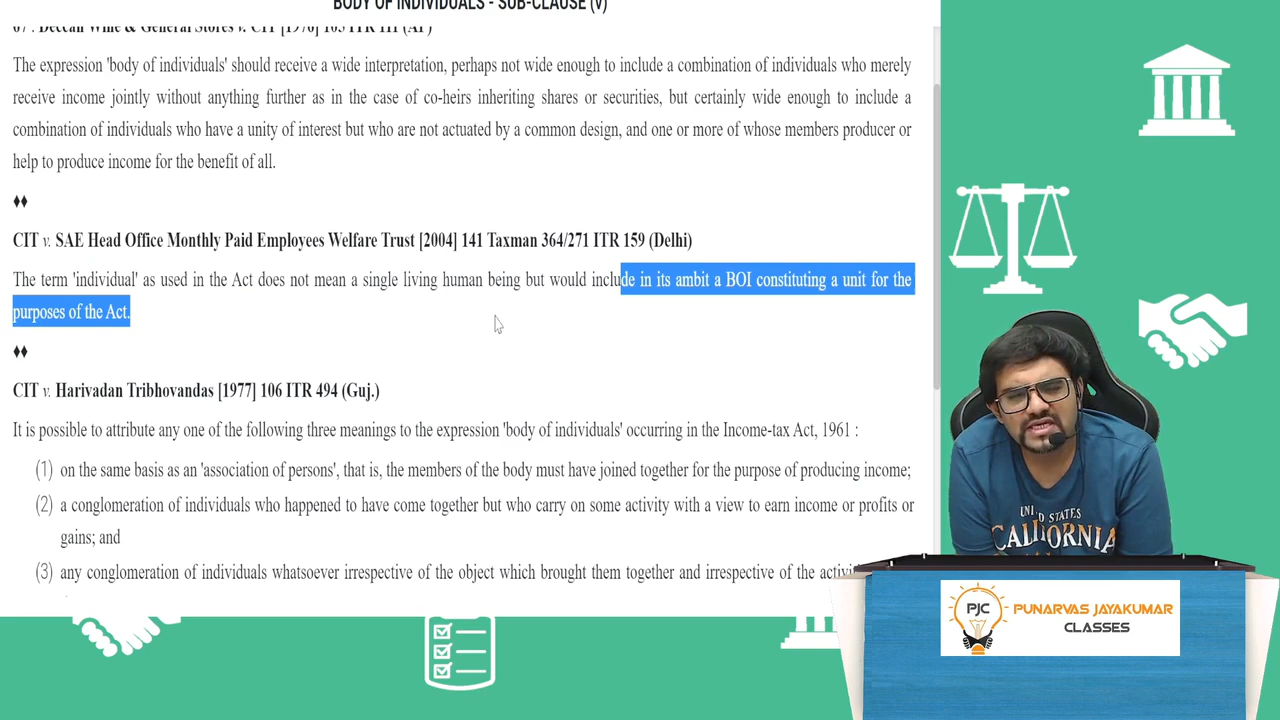 BODY OF INDIVIDUALS - SUB-CLAUSE (V)
67 . Deccan Wine & General Stores v. CIT [1976] 103 ITR 111 (AP)
The expression 'body of individuals' should receive a wide interpretation, perhaps not wide enough to include a combination of individuals who merely
receive income jointly without anything further as in the case of co-heirs inheriting shares or securities, but certainly wide enough to include a
combination of individuals who have a unity of interest but who are not actuated by a common design, and one or more of whose members producer or
help to produce income for the benefit of all.
♦♦
CIT v. SAE Head Office Monthly Paid Employees Welfare Trust [2004] 141 Taxman 364/271 ITR 159 (Delhi)
The term 'individual' as used in the Act does not mean a single living human being but would include in its ambit a BOI constituting a unit for the
purposes of the Act.
♦♦
CIT v. Harivadan Tribhovandas [1977] 106 ITR 494 (Guj.)
It is possible to attribute any one of the following three meanings to the expression 'body of individuals' occurring in the Income-tax Act, 1961 :
(1) on the same basis as an 'association of persons', that is, the members of the body must have joined together for the purpose of producing income;
(2) a conglomeration of individuals who happened to have come together but who carry on some activity with a view to earn income or profits or
gains; and
(3) any conglomeration of individuals whatsoever irrespective of the object which brought them together and irrespective of the
UNITED STATES
CALIFORNIA
PJC
PUNARVAS JAYAKUMAR
CLASSES